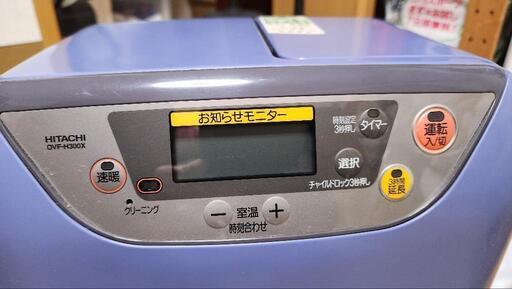 お知らせモニター
HITACHI
OVF-H300X
速暖
クリーニング
時刻設定
3秒押し
タイマー
運転
入/切
選択
チャイルドロック3秒押し
3時間
延長
− 室温 +
時刻合わせ